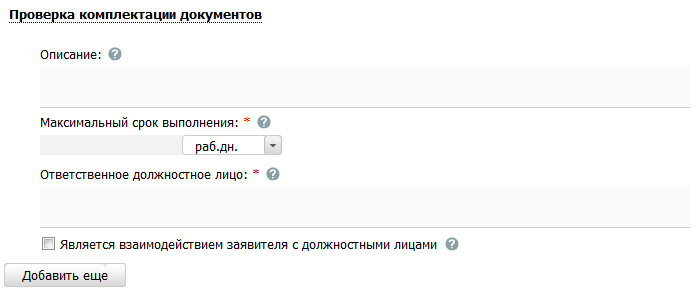 Проверка комплектации документов
Описание: ?
Максимальный срок выполнения: * ?
раб.дн.
Ответственное должностное лицо: * ?
Является взаимодействием заявителя с должностными лицами ?
Добавить еще